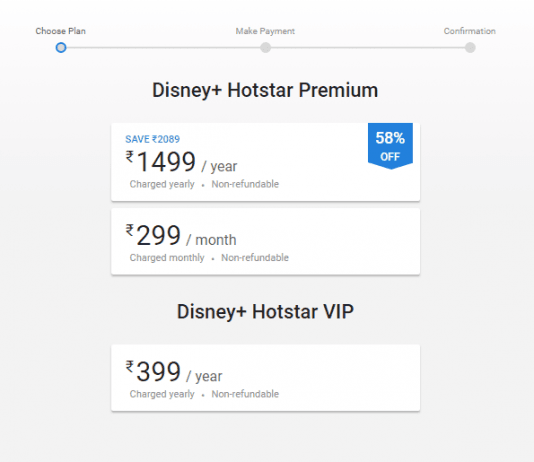 Choose Plan
Make Payment
Confirmation
Disney+ Hotstar Premium
SAVE ₹2089
58%
OFF
₹1499 / year
Charged yearly • Non-refundable
₹299 / month
Charged monthly • Non-refundable
Disney+ Hotstar VIP
₹399 / year
Charged yearly • Non-refundable